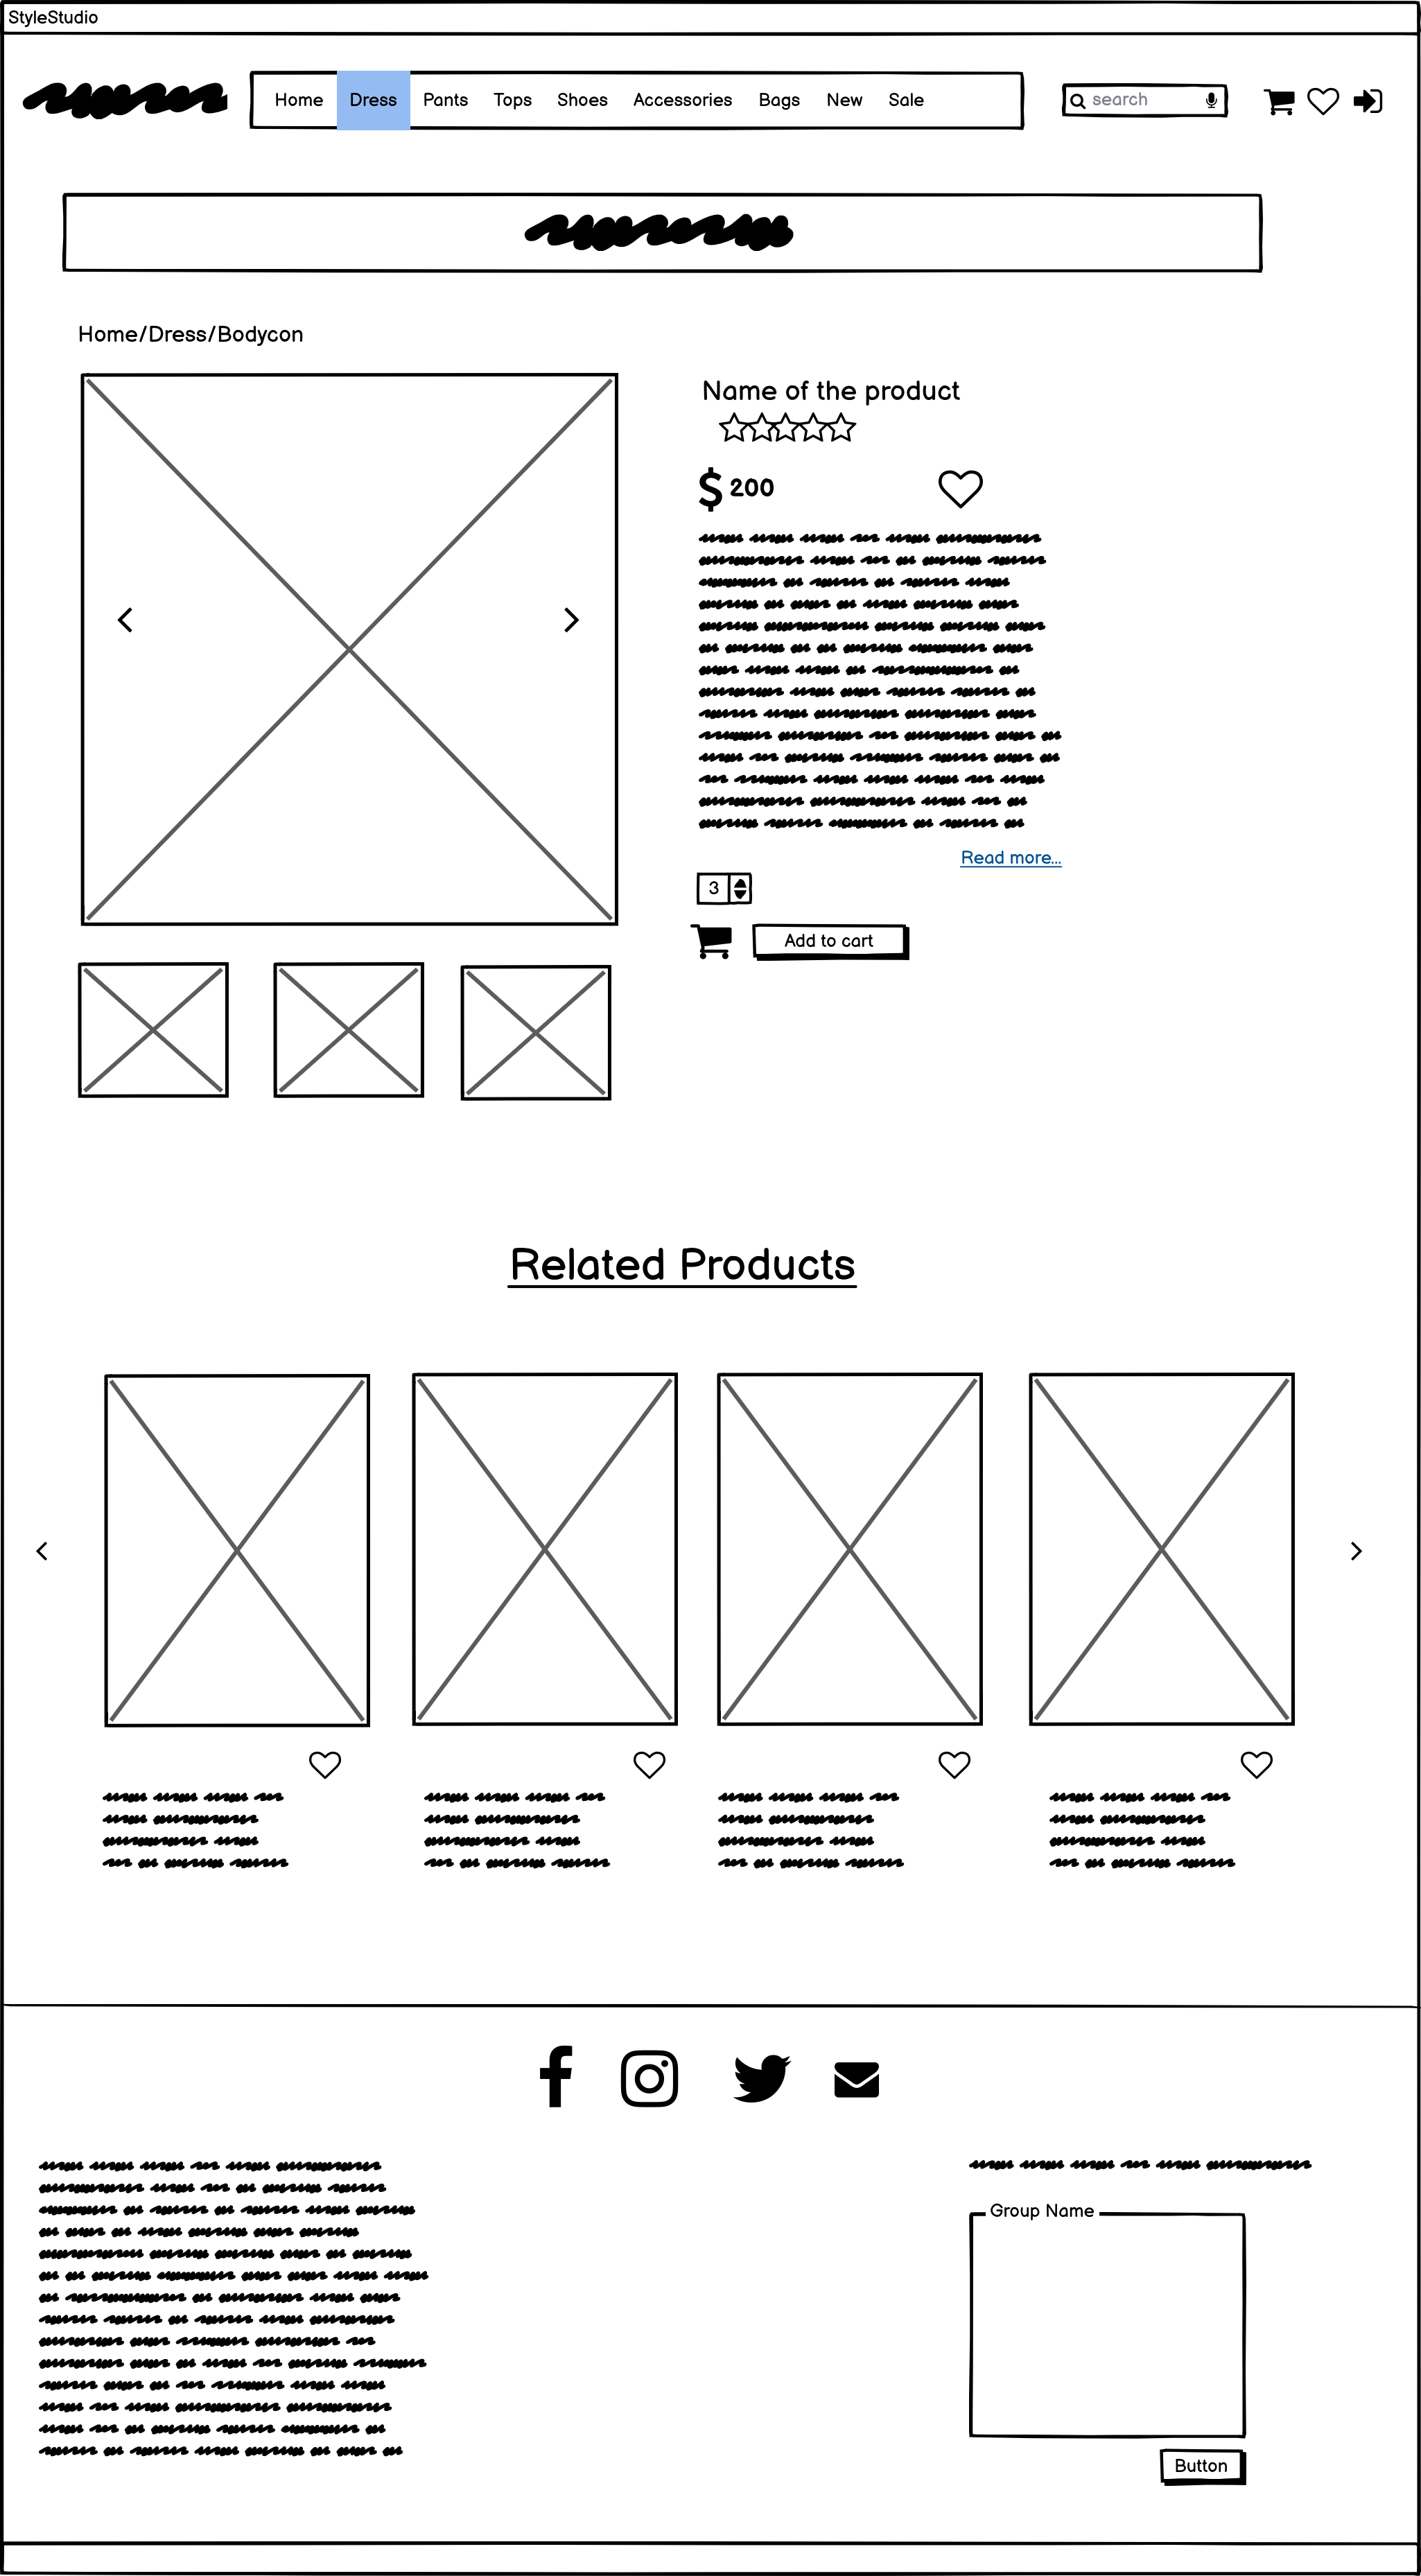 StyleStudio
Home Dress Pants Tops Shoes Accessories Bags New Sale
search
Home/Dress/Bodycon
Name of the product
$ 200
Read more...
3
Add to cart
Related Products
Group Name
Button